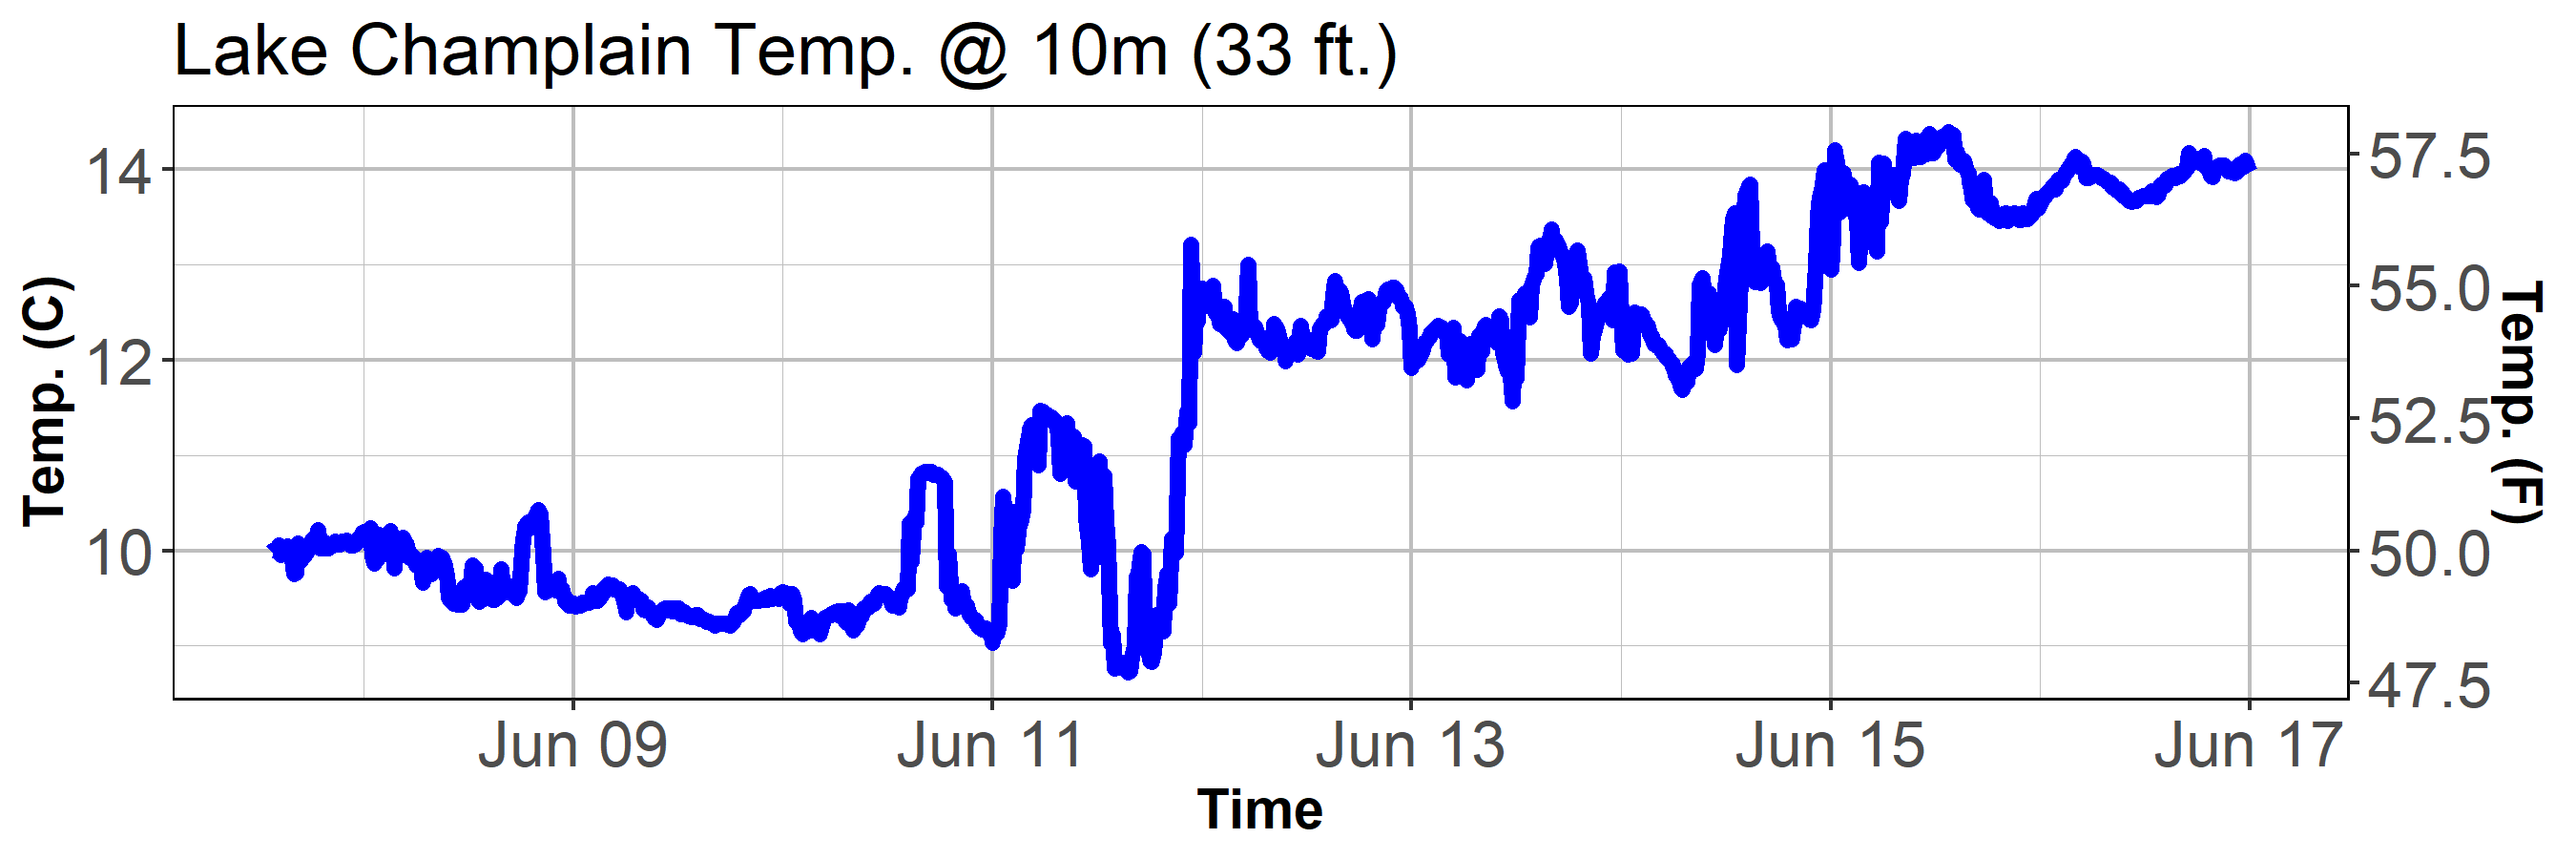 Lake Champlain Temp. @ 10m (33 ft.)
Temp. (C)
14
12
10
57.5
55.0
52.5
50.0
47.5
Temp. (F)
Jun 09
Jun 11
Jun 13
Jun 15
Jun 17
Time